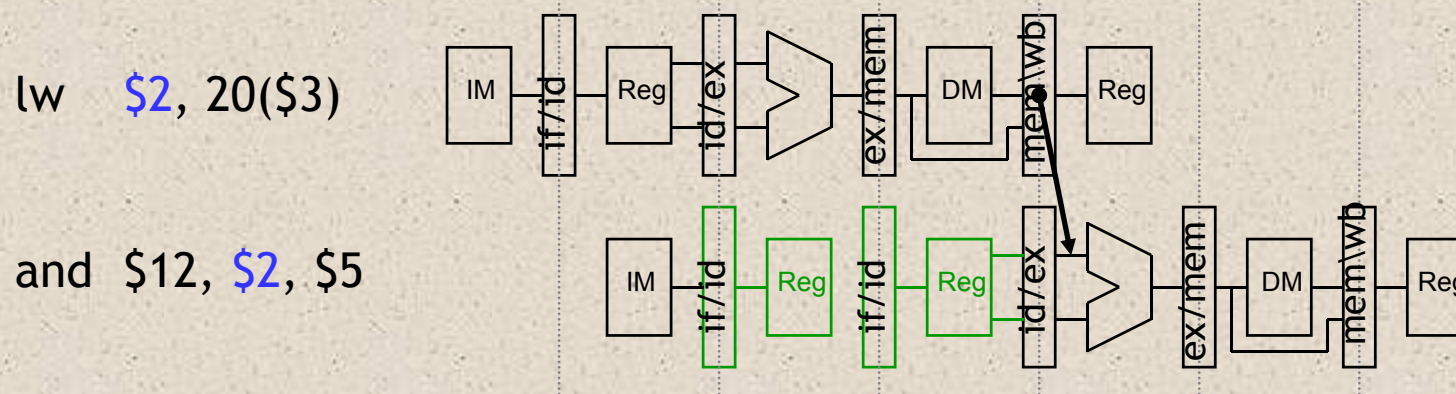 lw $2, 20($3) IM if/id Reg id/ex ex/mem DM mem\wb Reg
and $12, $2, $5 IM if/id Reg if/id Reg id/ex ex/mem DM mem\wb Reg